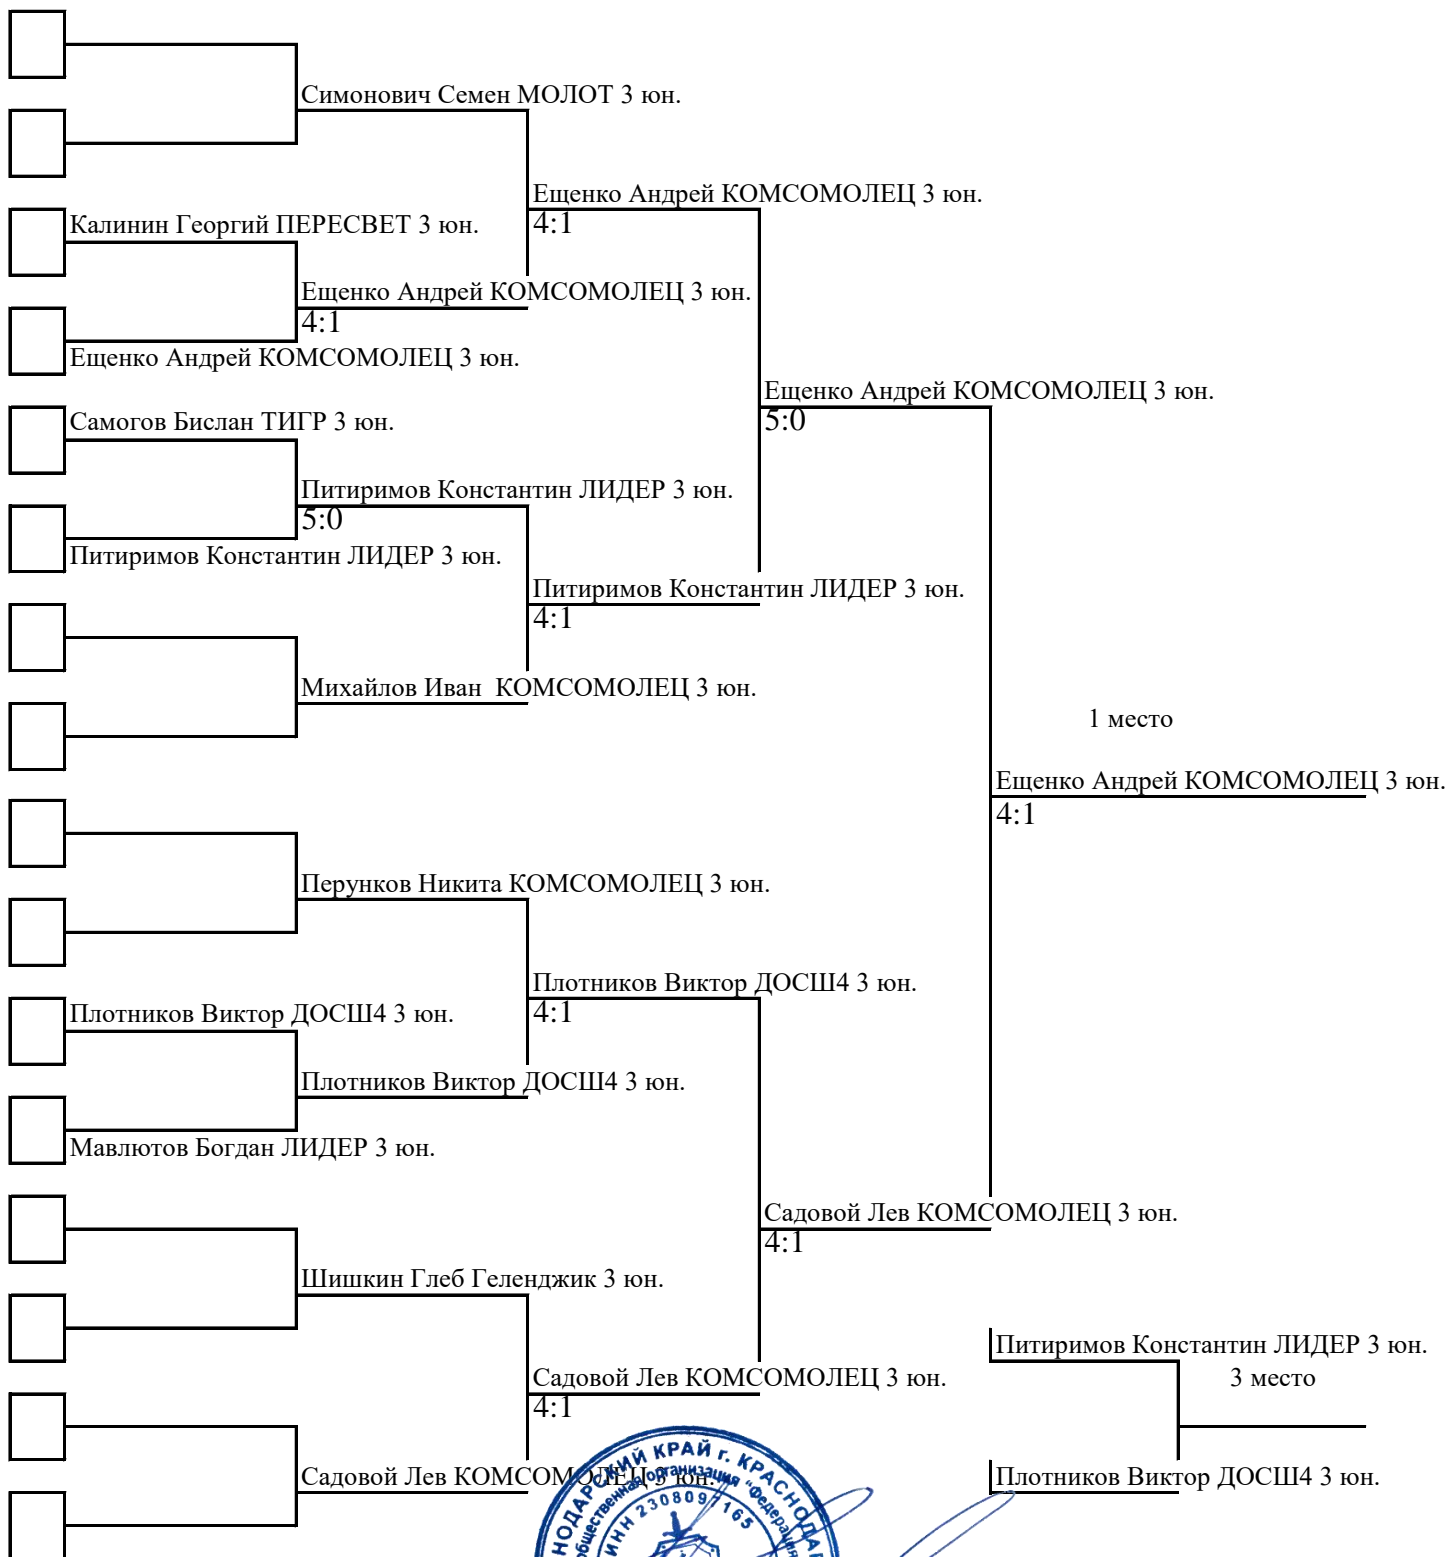 Симонович Семен МОЛОТ 3 юн.
Ещенко Андрей КОМСОМОЛЕЦ 3 юн.
4:1
Калинин Георгий ПЕРЕСВЕТ 3 юн.
Ещенко Андрей КОМСОМОЛЕЦ 3 юн.
4:1
Ещенко Андрей КОМСОМОЛЕЦ 3 юн.
Ещенко Андрей КОМСОМОЛЕЦ 3 юн.
5:0
Самогов Бислан ТИГР 3 юн.
Питиримов Константин ЛИДЕР 3 юн.
5:0
Питиримов Константин ЛИДЕР 3 юн.
Питиримов Константин ЛИДЕР 3 юн.
4:1
Михайлов Иван  КОМСОМОЛЕЦ 3 юн.
1 место
Ещенко Андрей КОМСОМОЛЕЦ 3 юн.
4:1
Перунков Никита КОМСОМОЛЕЦ 3 юн.
Плотников Виктор ДОСШ4 3 юн.
4:1
Плотников Виктор ДОСШ4 3 юн.
Плотников Виктор ДОСШ4 3 юн.
Мавлютов Богдан ЛИДЕР 3 юн.
Садовой Лев КОМСОМОЛЕЦ 3 юн.
4:1
Шишкин Глеб Геленджик 3 юн.
Питиримов Константин ЛИДЕР 3 юн.
3 место
Садовой Лев КОМСОМОЛЕЦ 3 юн.
4:1
Садовой Лев КОМСОМОЛЕЦ 3 юн.
Плотников Виктор ДОСШ4 3 юн.
КРАЙ г.
общественная организация "Федерация
ИНН 2308097165